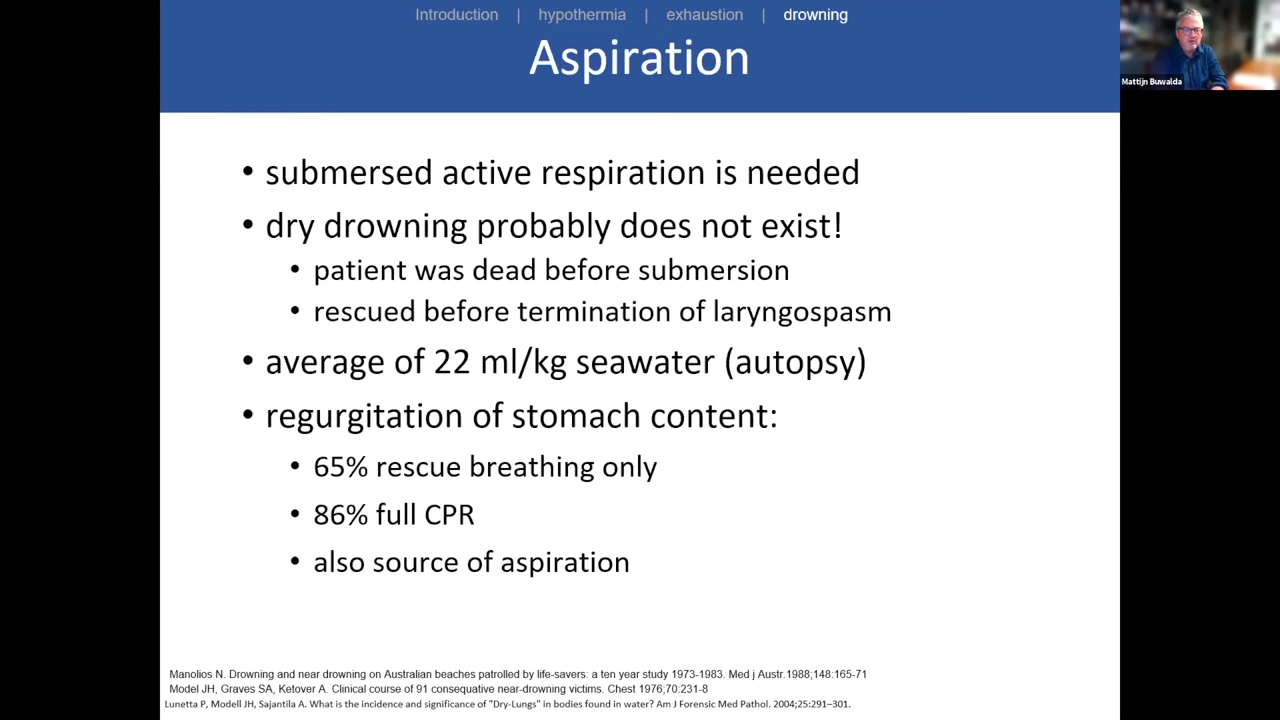 Introduction | hypothermia | exhaustion | drowning
Aspiration
Mattijn Buwalda
• submersed active respiration is needed
• dry drowning probably does not exist!
• patient was dead before submersion
• rescued before termination of laryngospasm
• average of 22 ml/kg seawater (autopsy)
• regurgitation of stomach content:
• 65% rescue breathing only
• 86% full CPR
• also source of aspiration
Manolios N. Drowning and near drowning on Australian beaches patrolled by life-savers: a ten year study 1973-1983. Med j Austr.1988;148:165-71
Model JH, Graves SA, Ketover A. Clinical course of 91 consequative near-drowning victims. Chest 1976;70:231-8
Lunetta P, Modell JH, Sajantila A. What is the incidence and significance of "Dry-Lungs" in bodies found in water? Am J Forensic Med Pathol. 2004;25:291–301.